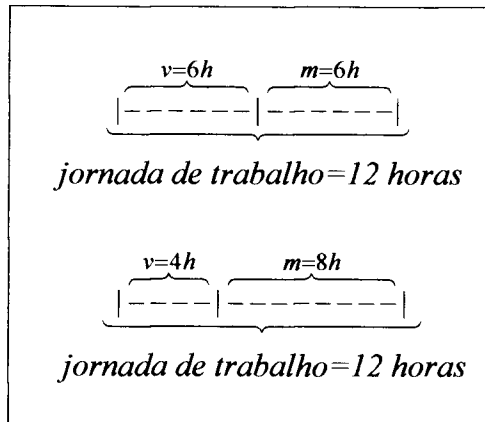 v=6h m=6h
jornada de trabalho=12 horas
v=4h m=8h
jornada de trabalho=12 horas